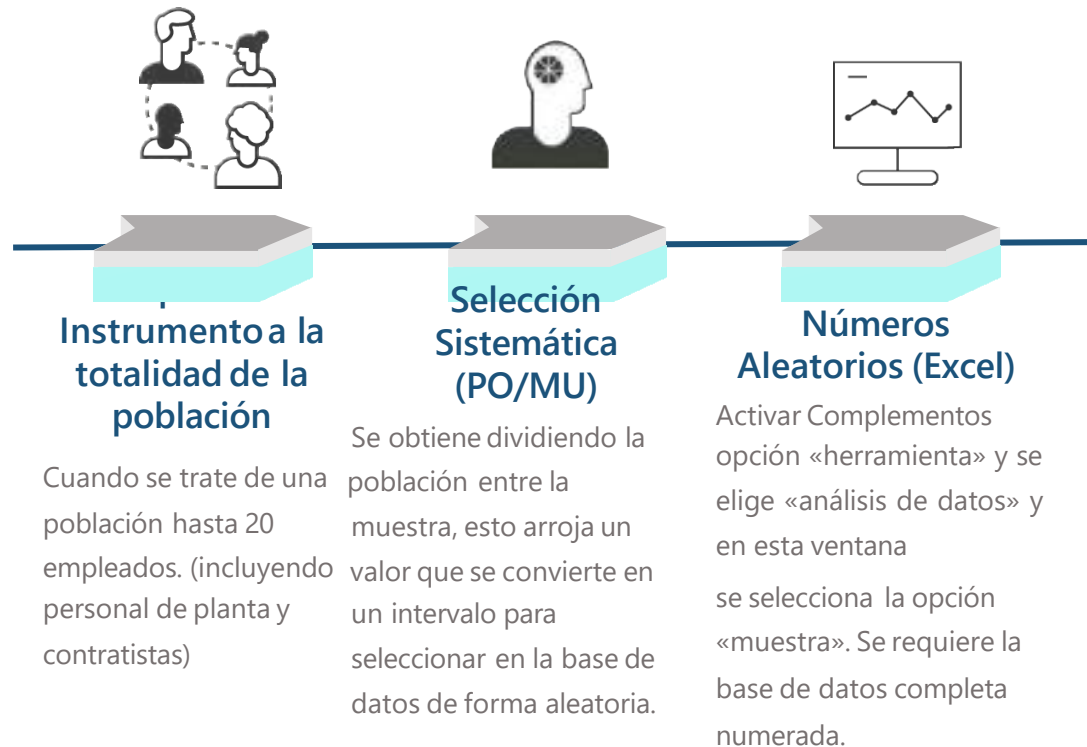 Instrumento a la
totalidad de la
población
Cuando se trate de una
población hasta 20
empleados. (incluyendo
personal de planta y
contratistas)
Selección
Sistemática
(PO/MU)
Se obtiene dividiendo la
población entre la
muestra, esto arroja un
valor que se convierte en
un intervalo para
seleccionar en la base de
datos de forma aleatoria.
Números
Aleatorios (Excel)
Activar Complementos
opción «herramienta» y se
elige «análisis de datos» y
en esta ventana
se selecciona la opción
«muestra». Se requiere la
base de datos completa
numerada.